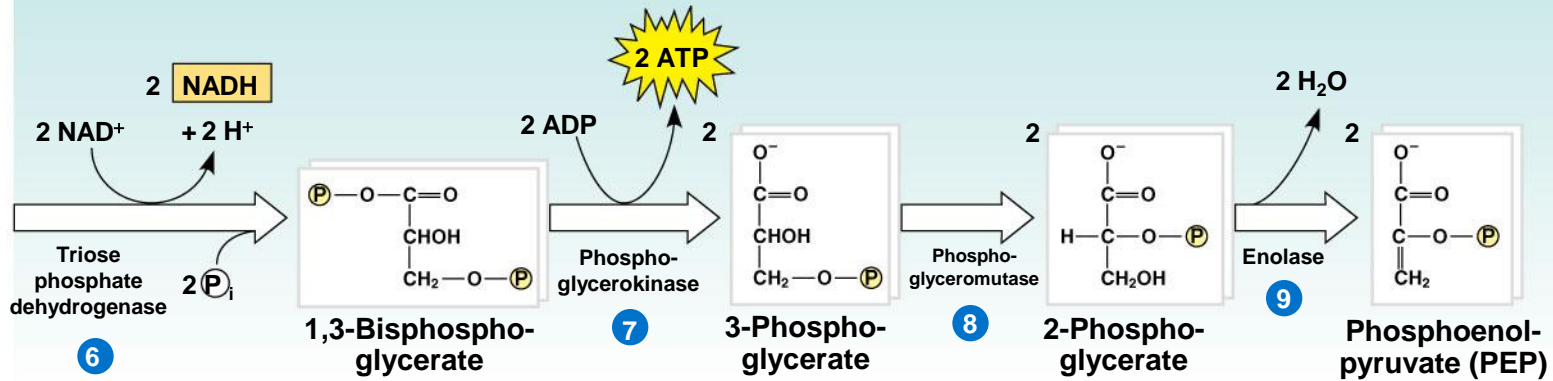 2 NADH
2 NAD+ + 2 H+
2 Pi
Triose
phosphate
dehydrogenase
6
P—O—C=O
CHOH
CH2—O—P
1,3-Bisphospho-
glycerate
2 ADP
2 ATP
Phospho-
glycerokinase
7
2
O−
C=O
CHOH
CH2—O—P
3-Phospho-
glycerate
Phospho-
glyceromutase
8
2
O−
C=O
H—C—O—P
CH2OH
2-Phospho-
glycerate
2 H2O
Enolase
9
2
O−
C=O
C—O—P
CH2
Phosphoenol-
pyruvate (PEP)